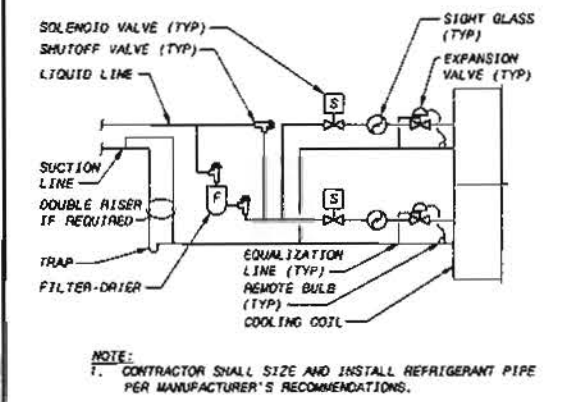 SOLENOID VALVE (TYP)
SHUTOFF VALVE (TYP)
LIQUID LINE
SIGHT GLASS
(TYP)
EXPANSION
VALVE (TYP)
S
SUCTION
LINE
DOUBLE RISER
IF REQUIRED
F
S
TRAP
FILTER-DRIER
EQUALIZATION
LINE (TYP)
REMOTE BULB
(TYP)
COOLING COIL
NOTE:
1. CONTRACTOR SHALL SIZE AND INSTALL REFRIGERANT PIPE
PER MANUFACTURER'S RECOMMENDATIONS.